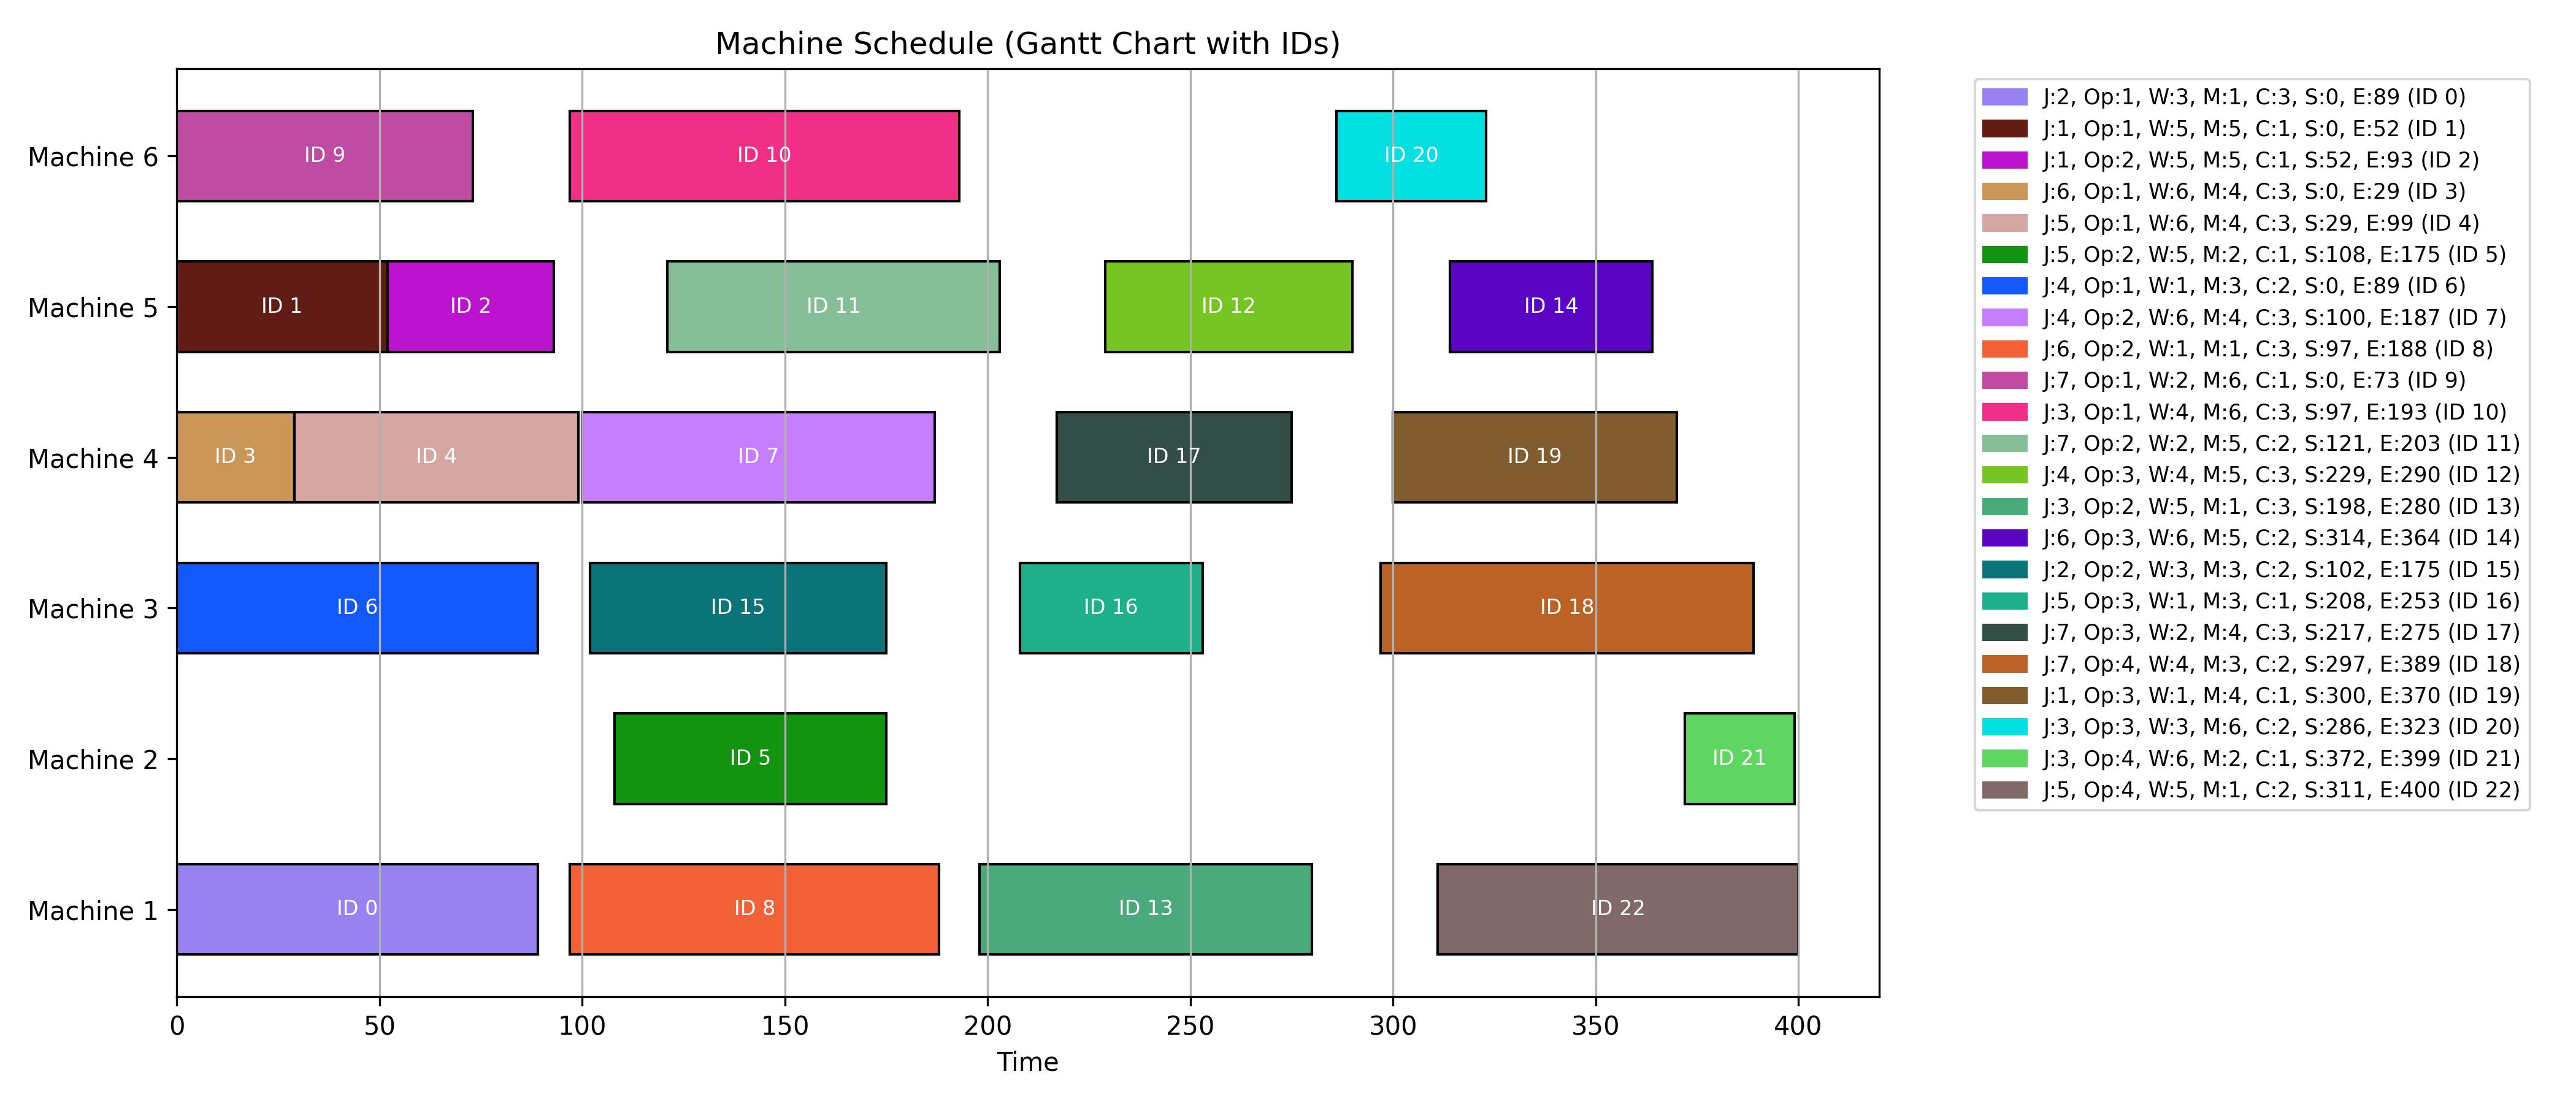 Machine Schedule (Gantt Chart with IDs)
Machine 6
ID 9
ID 10
ID 20
Machine 5
ID 1
ID 2
ID 11
ID 12
ID 14
Machine 4
ID 3
ID 4
ID 7
ID 17
ID 19
Machine 3
ID 6
ID 15
ID 16
ID 18
Machine 2
ID 5
ID 21
Machine 1
ID 0
ID 8
ID 13
ID 22
0 50 100 150 200 250 300 350 400
Time
J:2, Op:1, W:3, M:1, C:3, S:0, E:89 (ID 0)
J:1, Op:1, W:5, M:5, C:1, S:0, E:52 (ID 1)
J:1, Op:2, W:5, M:5, C:1, S:52, E:93 (ID 2)
J:6, Op:1, W:6, M:4, C:3, S:0, E:29 (ID 3)
J:5, Op:1, W:6, M:4, C:3, S:29, E:99 (ID 4)
J:5, Op:2, W:5, M:2, C:1, S:108, E:175 (ID 5)
J:4, Op:1, W:1, M:3, C:2, S:0, E:89 (ID 6)
J:4, Op:2, W:6, M:4, C:3, S:100, E:187 (ID 7)
J:6, Op:2, W:1, M:1, C:3, S:97, E:188 (ID 8)
J:7, Op:1, W:2, M:6, C:1, S:0, E:73 (ID 9)
J:3, Op:1, W:4, M:6, C:3, S:97, E:193 (ID 10)
J:7, Op:2, W:2, M:5, C:2, S:121, E:203 (ID 11)
J:4, Op:3, W:4, M:5, C:3, S:229, E:290 (ID 12)
J:3, Op:2, W:5, M:1, C:3, S:198, E:280 (ID 13)
J:6, Op:3, W:6, M:5, C:2, S:314, E:364 (ID 14)
J:2, Op:2, W:3, M:3, C:2, S:102, E:175 (ID 15)
J:5, Op:3, W:1, M:3, C:1, S:208, E:253 (ID 16)
J:7, Op:3, W:2, M:4, C:3, S:217, E:275 (ID 17)
J:7, Op:4, W:4, M:3, C:2, S:297, E:389 (ID 18)
J:1, Op:3, W:1, M:4, C:1, S:300, E:370 (ID 19)
J:3, Op:3, W:3, M:6, C:2, S:286, E:323 (ID 20)
J:3, Op:4, W:6, M:2, C:1, S:372, E:399 (ID 21)
J:5, Op:4, W:5, M:1, C:2, S:311, E:400 (ID 22)